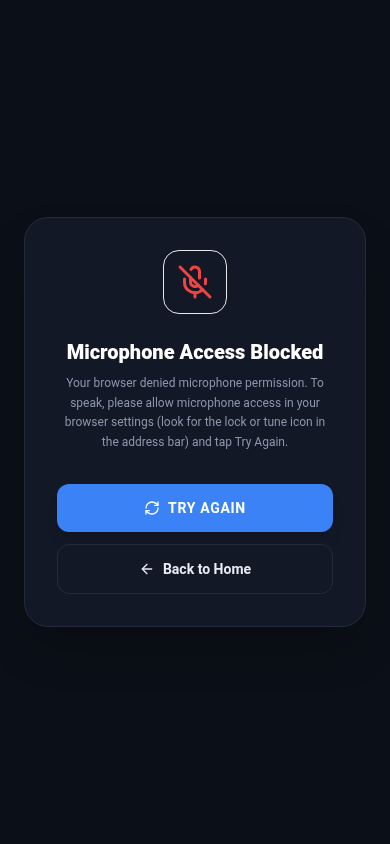 Microphone Access Blocked
Your browser denied microphone permission. To
speak, please allow microphone access in your
browser settings (look for the lock or tune icon in
the address bar) and tap Try Again.
TRY AGAIN
Back to Home